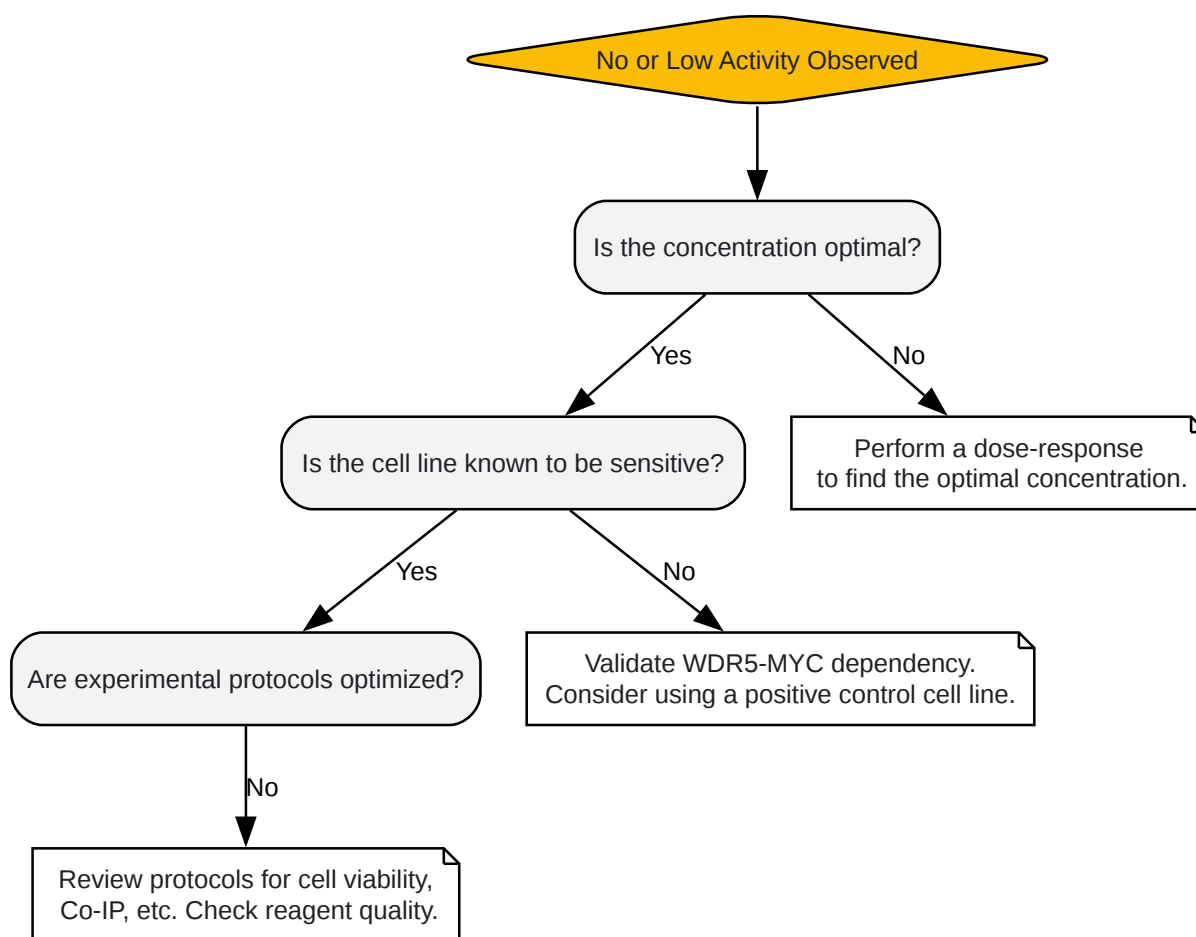 No or Low Activity Observed
Is the concentration optimal?
Yes
No
Is the cell line known to be sensitive?
Perform a dose-response
to find the optimal concentration.
Yes
No
Are experimental protocols optimized?
Validate WDR5-MYC dependency.
Consider using a positive control cell line.
No
Review protocols for cell viability,
Co-IP, etc. Check reagent quality.